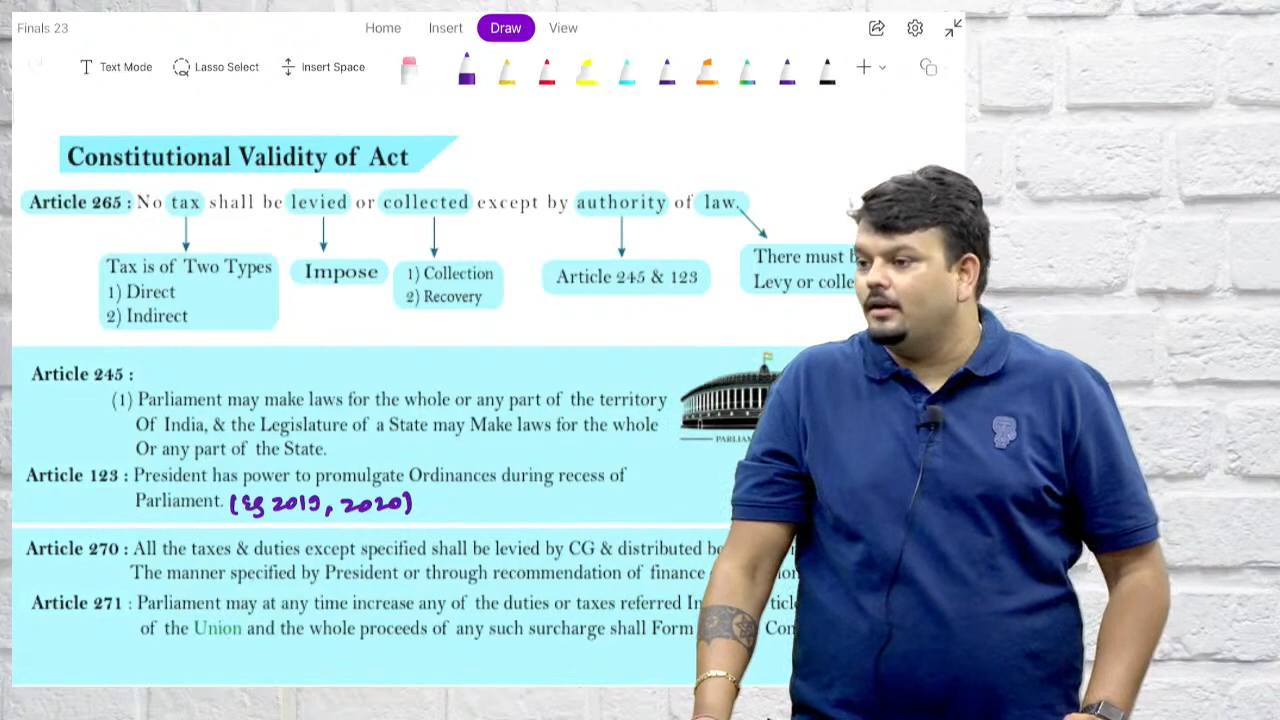 Finals 23
Home Insert Draw View
Text Mode Lasso Select Insert Space
Constitutional Validity of Act
Article 265 : No tax shall be levied or collected except by authority of law.
Tax is of Two Types
1) Direct
2) Indirect
Impose
1) Collection
2) Recovery
Article 245 & 123
There must
Levy or
Article 245 :
(1) Parliament may make laws for the whole or any part of the territory
Of India, & the Legislature of a State may Make laws for the whole
Or any part of the State.
Article 123 : President has power to promulgate Ordinances during recess of
Parliament. (Eg 2019, 2020)
Article 270 : All the taxes & duties except specified shall be levied by CG & distributed
The manner specified by President or through recommendation of finance
Article 271 : Parliament may at any time increase any of the duties or taxes referred
of the Union and the whole proceeds of any such surcharge shall Form